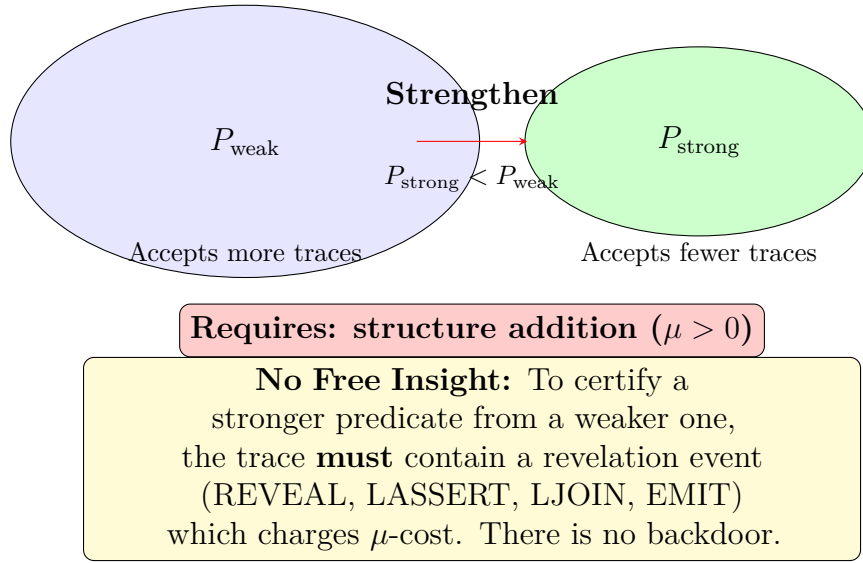 Strengthen
P_weak
P_strong
P_strong < P_weak
Accepts more traces
Accepts fewer traces
Requires: structure addition (μ > 0)
No Free Insight: To certify a
stronger predicate from a weaker one,
the trace must contain a revelation event
(REVEAL, LASSERT, LJOIN, EMIT)
which charges μ-cost. There is no backdoor.